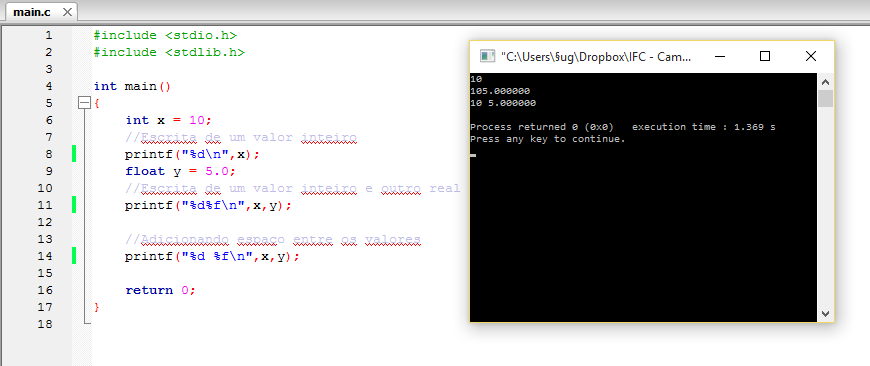 main.c
1 #include <stdio.h>
2 #include <stdlib.h>
3
4 int main()
5 {
6 int x = 10;
7 //Escrita de um valor inteiro
8 printf("%d\n",x);
9 float y = 5.0;
10 //Escrita de um valor inteiro e outro real
11 printf("%d%f\n",x,y);
12
13 //Adicionando espaço entre os valores
14 printf("%d %f\n",x,y);
15
16 return 0;
17 }
18
"C:\Users\§ug\Dropbox\IFC - Cam...
10
105.000000
10 5.000000
Process returned 0 (0x0) execution time : 1.369 s
Press any key to continue.